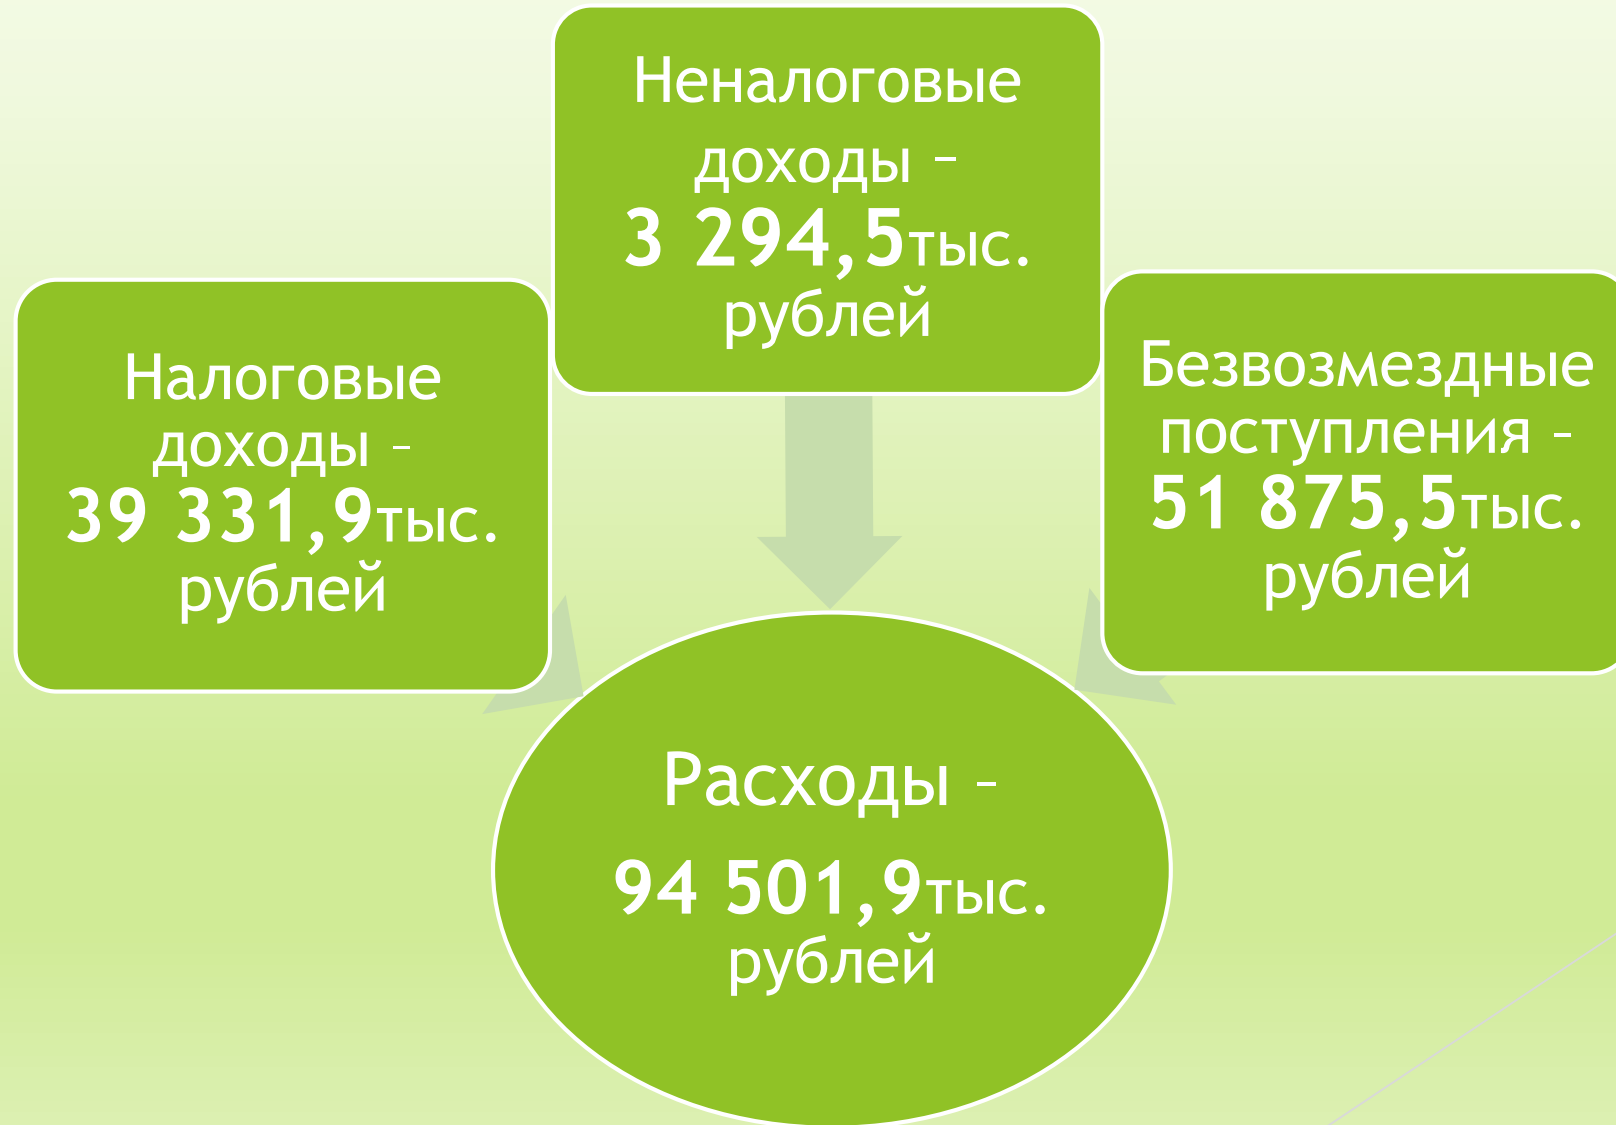 Неналоговые
доходы –
3 294,5тыс.
рублей
Налоговые
доходы –
39 331,9тыс.
рублей
Безвозмездные
поступления –
51 875,5тыс.
рублей
Расходы –
94 501,9тыс.
рублей